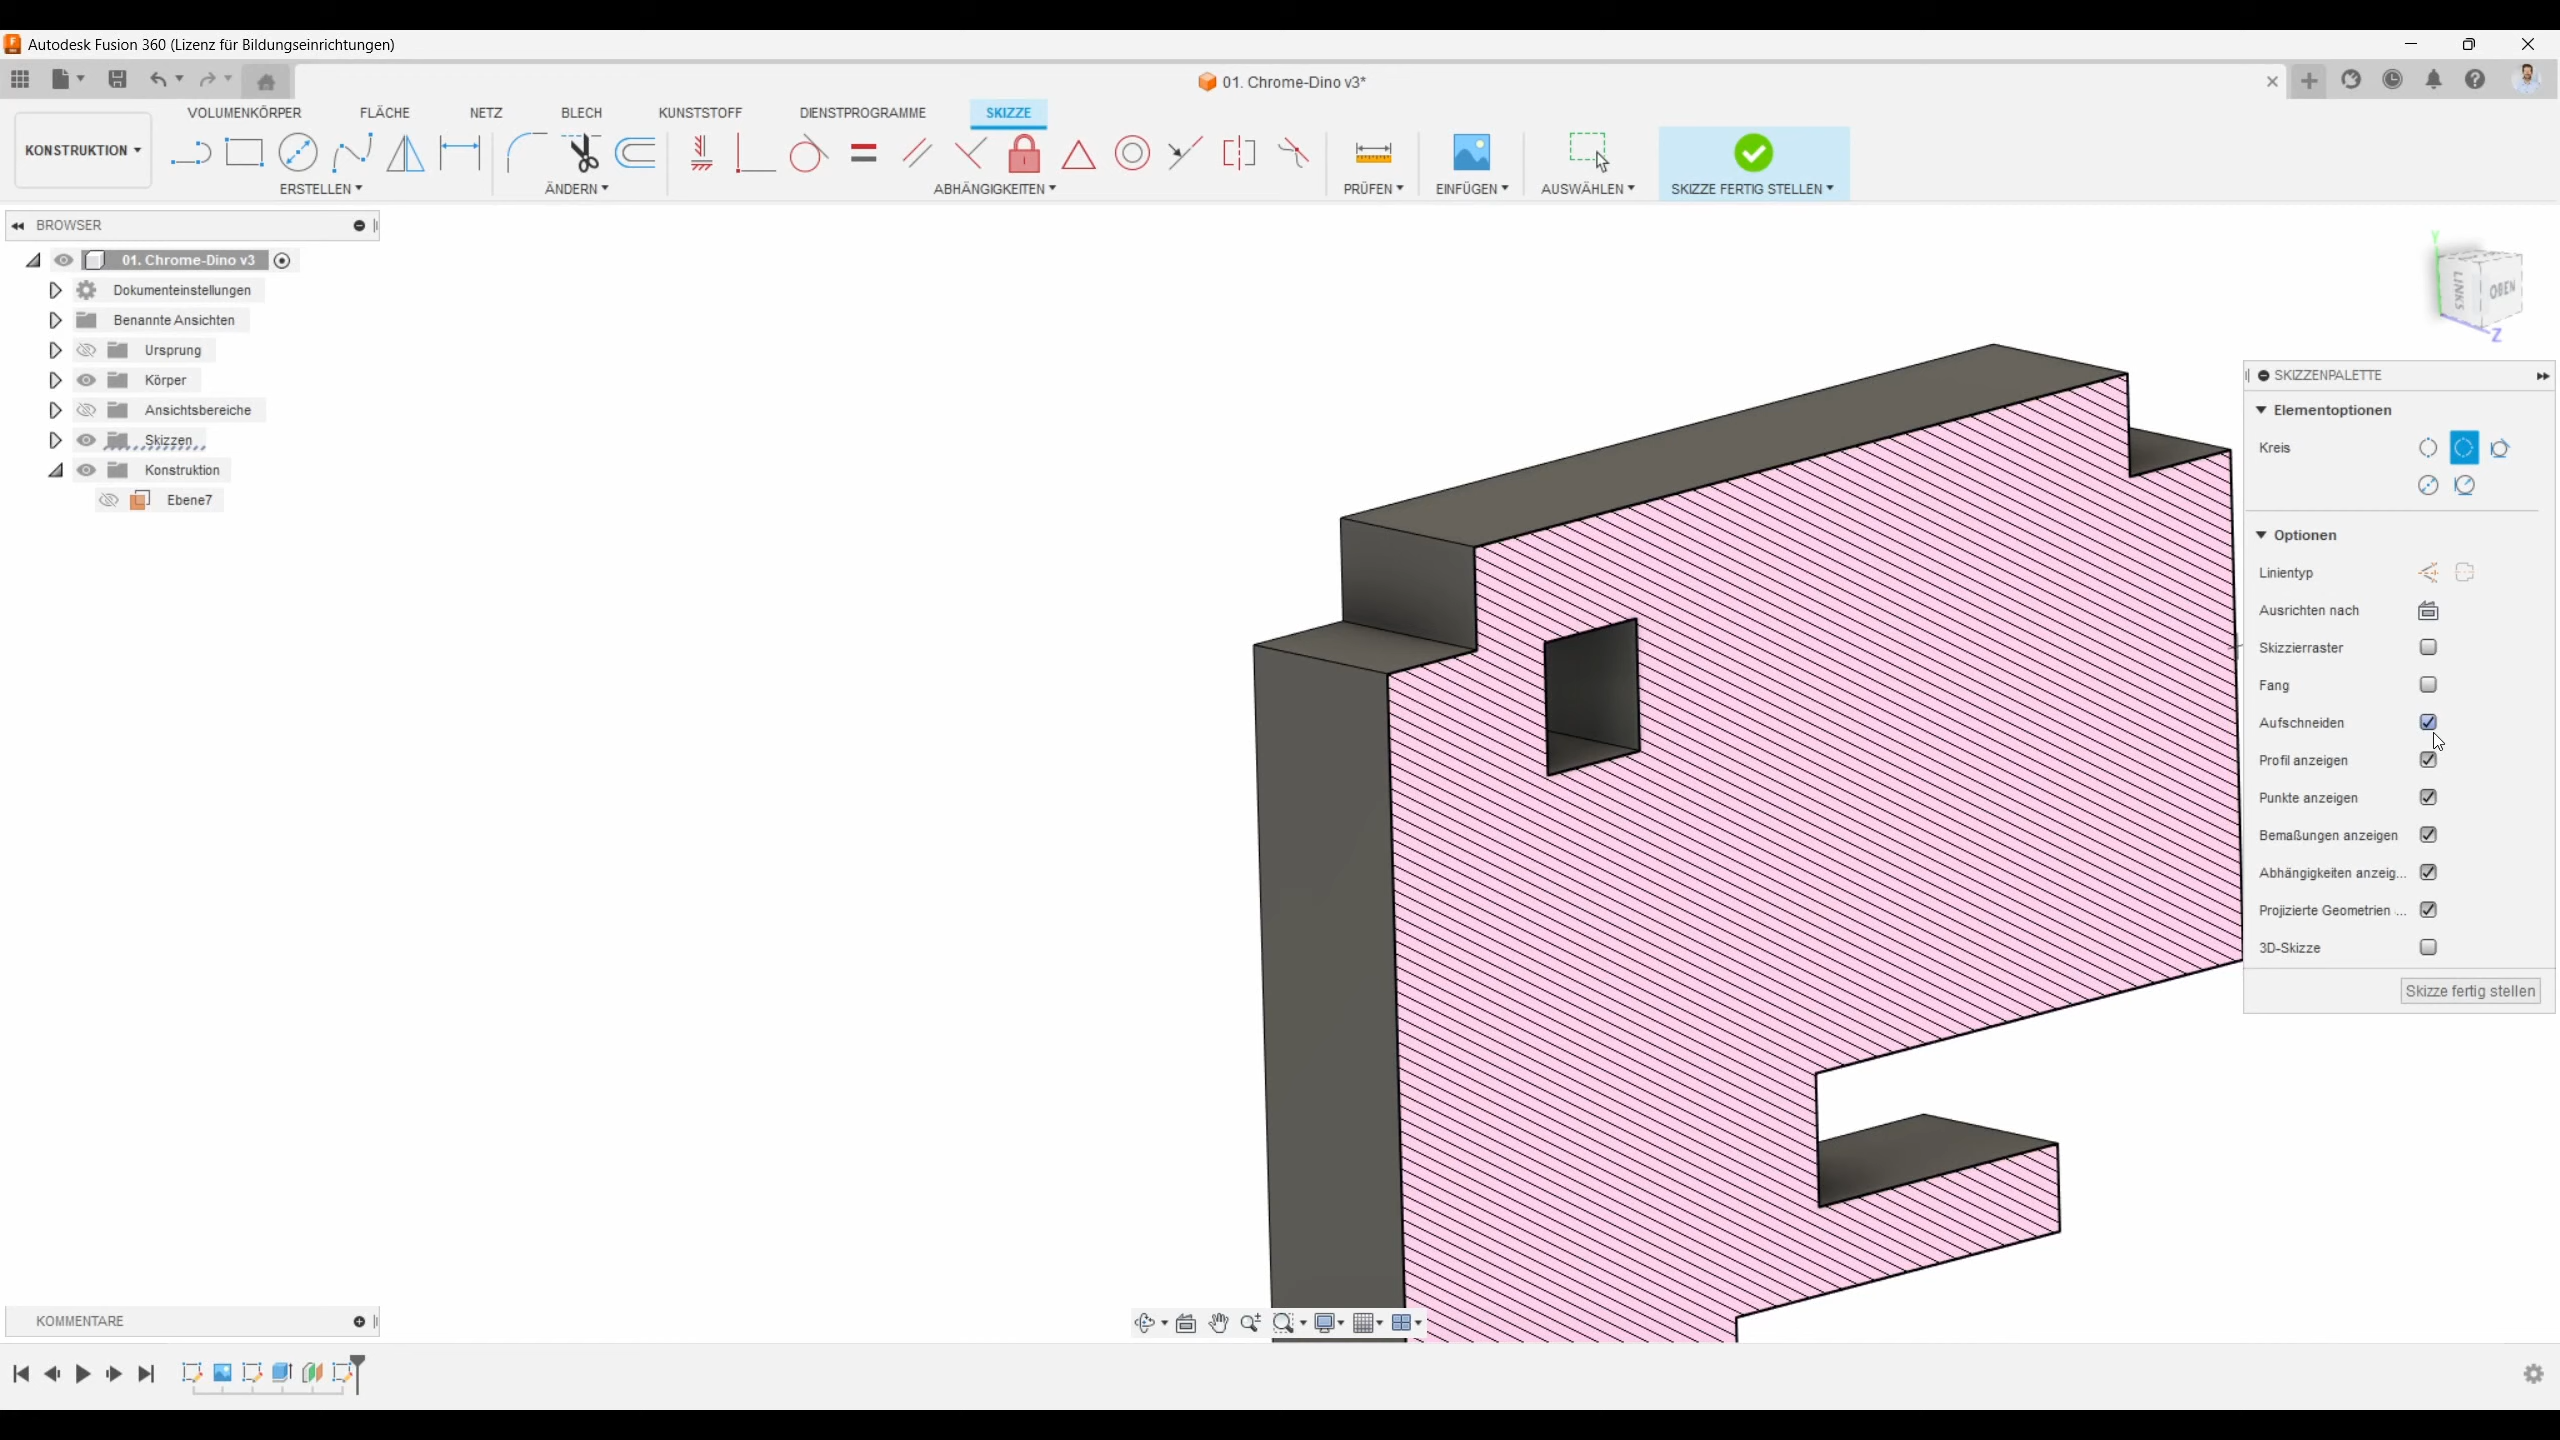 Autodesk Fusion 360 (Lizenz für Bildungseinrichtungen)
01. Chrome-Dino v3*
VOLUMENKÖRPER FLÄCHE NETZ BLECH KUNSTSTOFF DIENSTPROGRAMME SKIZZE
KONSTRUKTION
ERSTELLEN ÄNDERN ABHÄNGIGKEITEN PRÜFEN EINFÜGEN AUSWÄHLEN SKIZZE FERTIG STELLEN
BROWSER
01. Chrome-Dino v3
Dokumenteinstellungen
Benannte Ansichten
Ursprung
Körper
Ansichtsbereiche
Skizzen
Konstruktion
Ebene7
Y
LINKS
OBEN
Z
SKIZZENPALETTE
Elementoptionen
Kreis
Optionen
Linientyp
Ausrichten nach
Skizzierraster
Fang
Aufschneiden
Profil anzeigen
Punkte anzeigen
Bemaßungen anzeigen
Abhängigkeiten anzeig...
Projizierte Geometrien ...
3D-Skizze
Skizze fertig stellen
KOMMENTARE